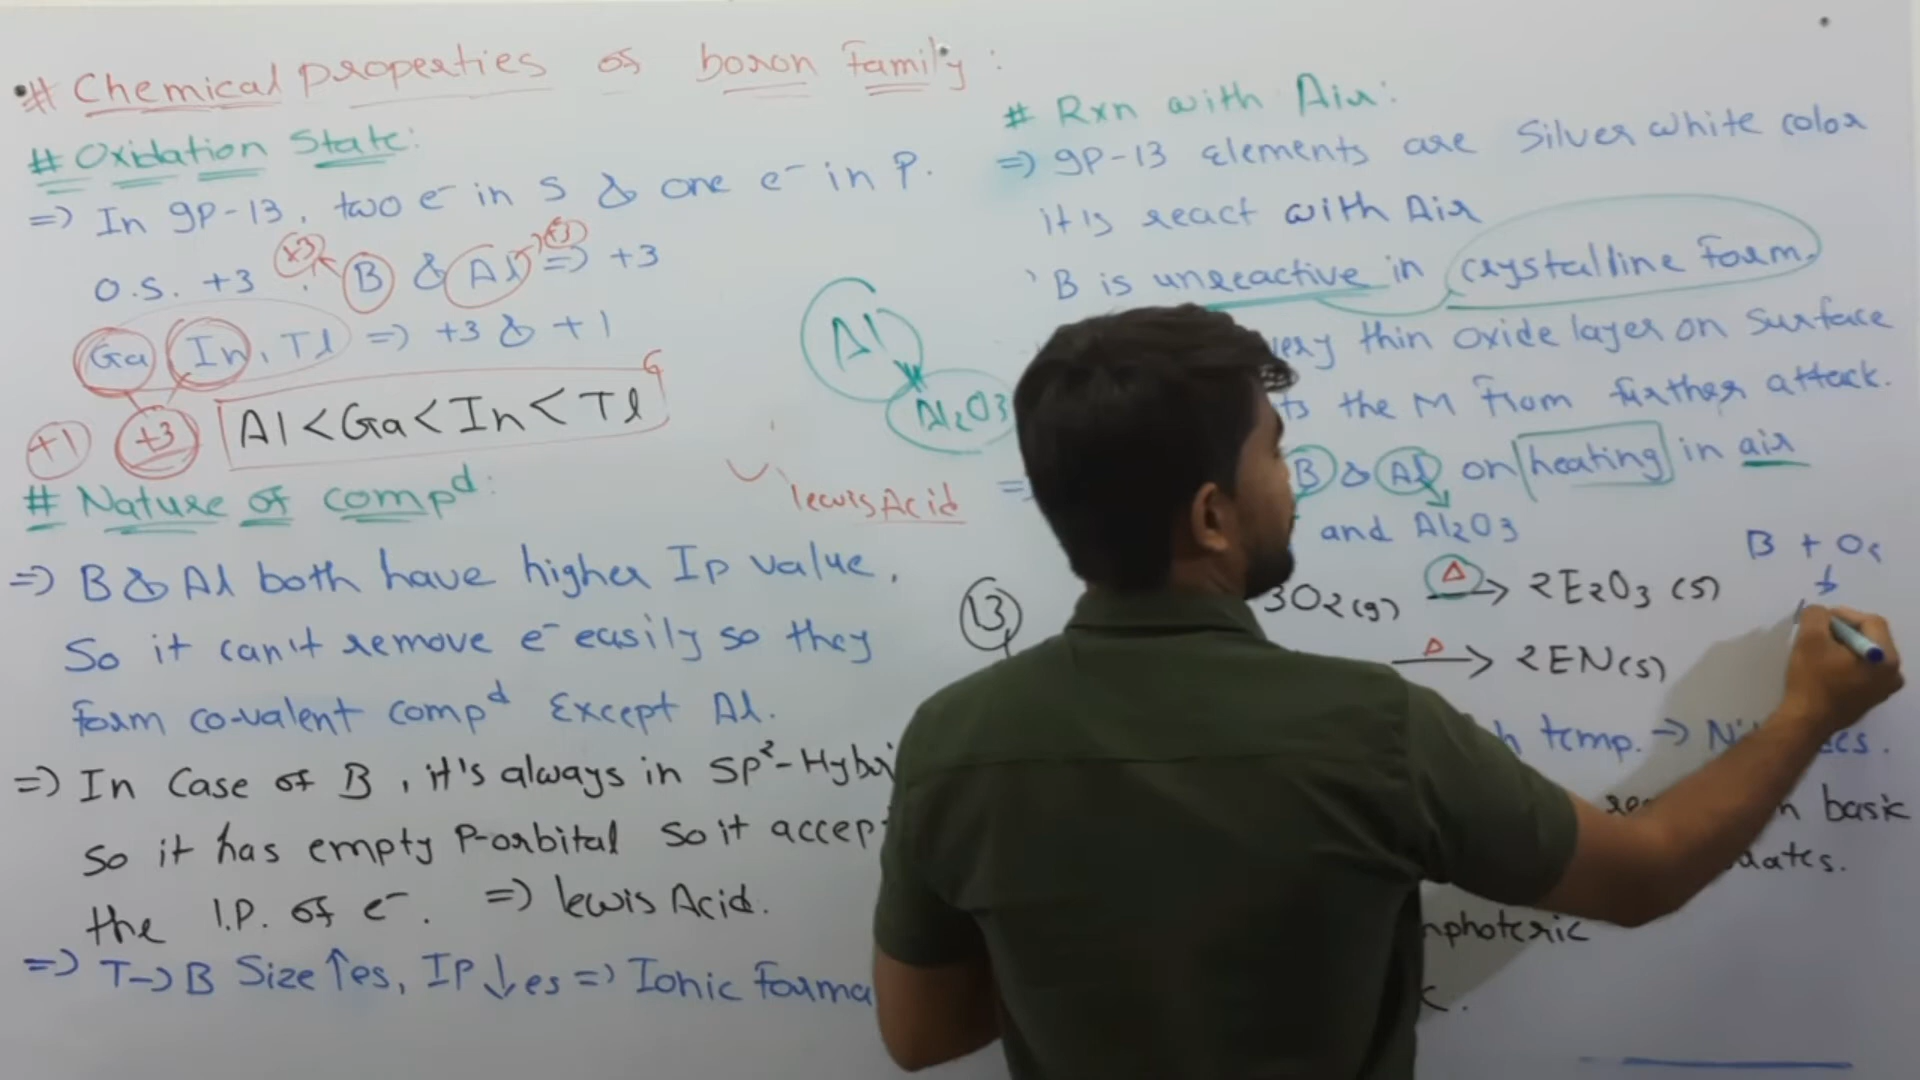 # Chemical properties of boron Family :
# Oxidation State:
=> In gp-13, two e- in S & one e- in P.
O.S. +3 +3 B & Al +3 => +3
Ga In, Tl => +3 & +1
+1 +3 Al<Ga<In<Tl
# Nature of compd:
=> B & Al both have higher Ip value,
So it can't remove e- easily so they
form co-valent compd Except Al.
=> In Case of B, it's always in SP²-Hybri
So it has empty P-orbital so it accep
the I.P. of e-. => lewis Acid.
=> T->B Size ↑es, IP ↓es => Ionic Forma
Al
Al2O3
lewis Acid
13
# Rxn with Air:
=> gp-13 Elements are Silver white color
it is react with Air
B is unreactive in crystalline form.
very thin oxide layer on surface
the M from further attack.
B & Al on heating in air
and Al2O3
3O2(g) Δ-> 2E2O3 (s)
Δ-> 2EN(s)
B + O
temp. ->
basic